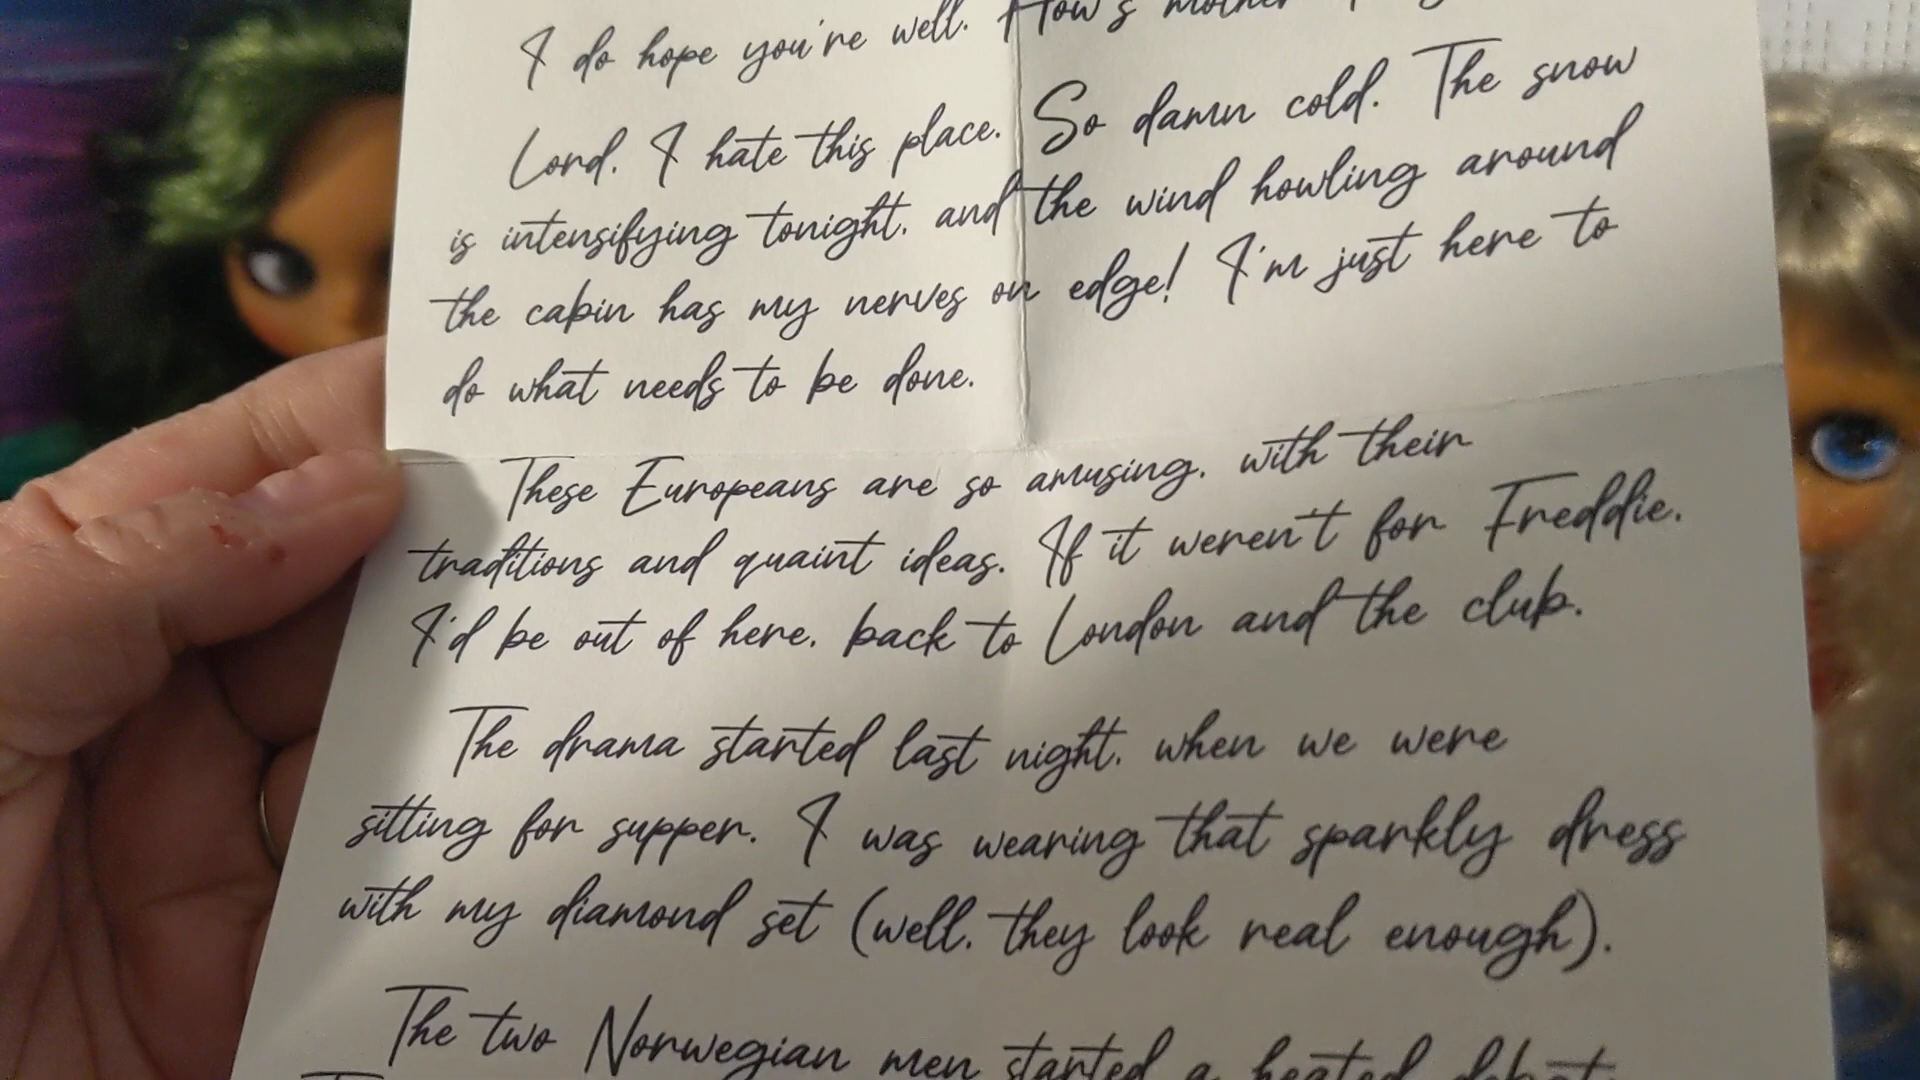 I do hope you're well. How's mother
Lord, I hate this place. So damn cold. The snow
is intensifying tonight, and the wind howling around
the cabin has my nerves on edge! I'm just here to
do what needs to be done.
These Europeans are so amusing, with their
traditions and quaint ideas. If it weren't for Freddie,
I'd be out of here, back to London and the club.
The drama started last night, when we were
sitting for supper. I was wearing that sparkly dress
with my diamond set (well, they look real enough).
The two Norwegian men started a heated